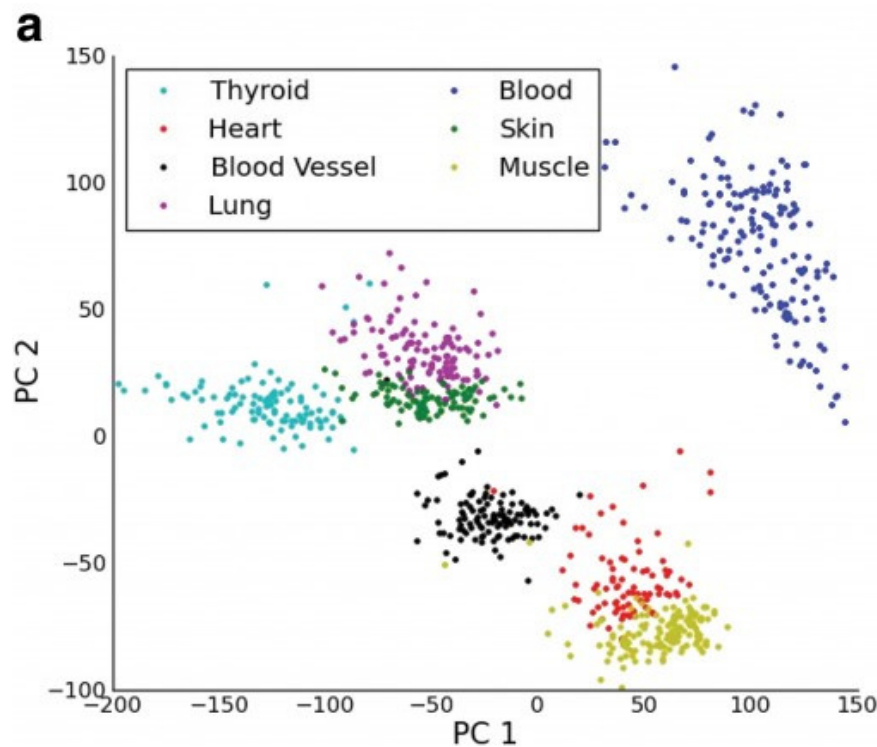 a
150
Thyroid Blood
Heart Skin
Blood Vessel Muscle
Lung
100
50
PC 2
0
−50
−100
−200 −150 −100 −50 0 50 100 150
PC 1